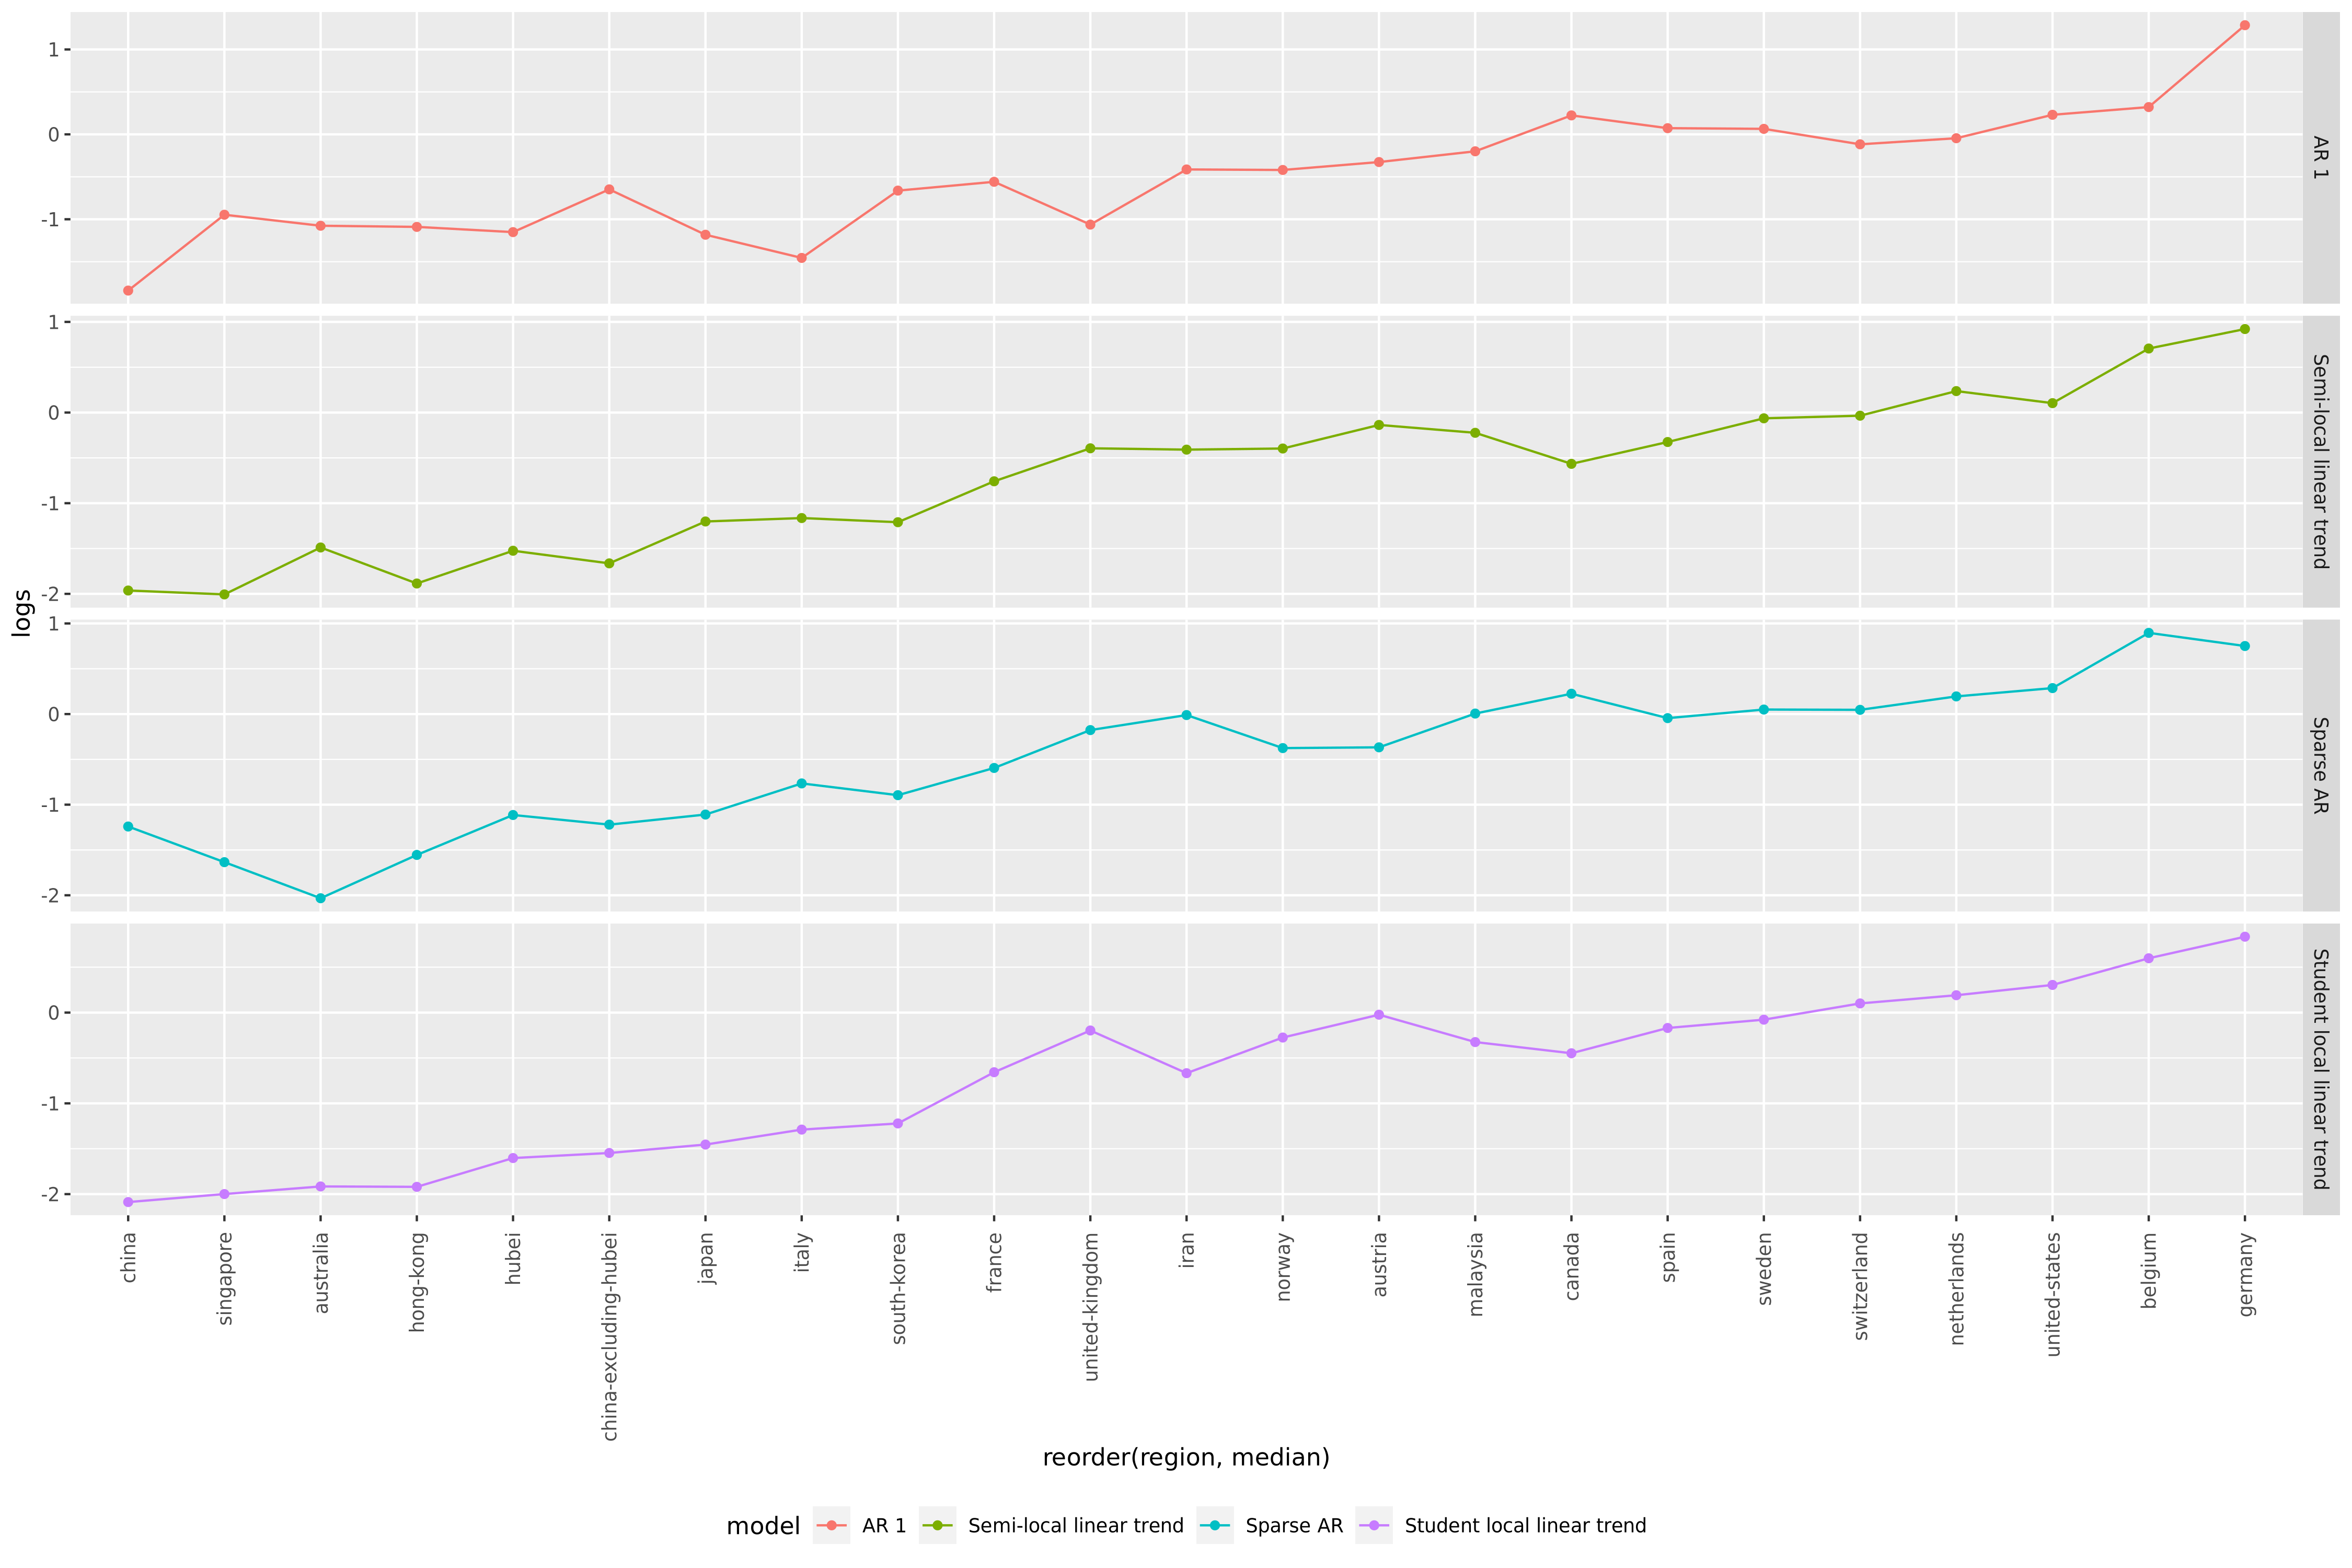 logs
1
0
-1
AR 1
1
0
-1
-2
Semi-local linear trend
1
0
-1
-2
Sparse AR
0
-1
-2
Student local linear trend
china
singapore
australia
hong-kong
hubei
china-excluding-hubei
japan
italy
south-korea
france
united-kingdom
iran
norway
austria
malaysia
canada
spain
sweden
switzerland
netherlands
united-states
belgium
germany
reorder(region, median)
model AR 1 Semi-local linear trend Sparse AR Student local linear trend